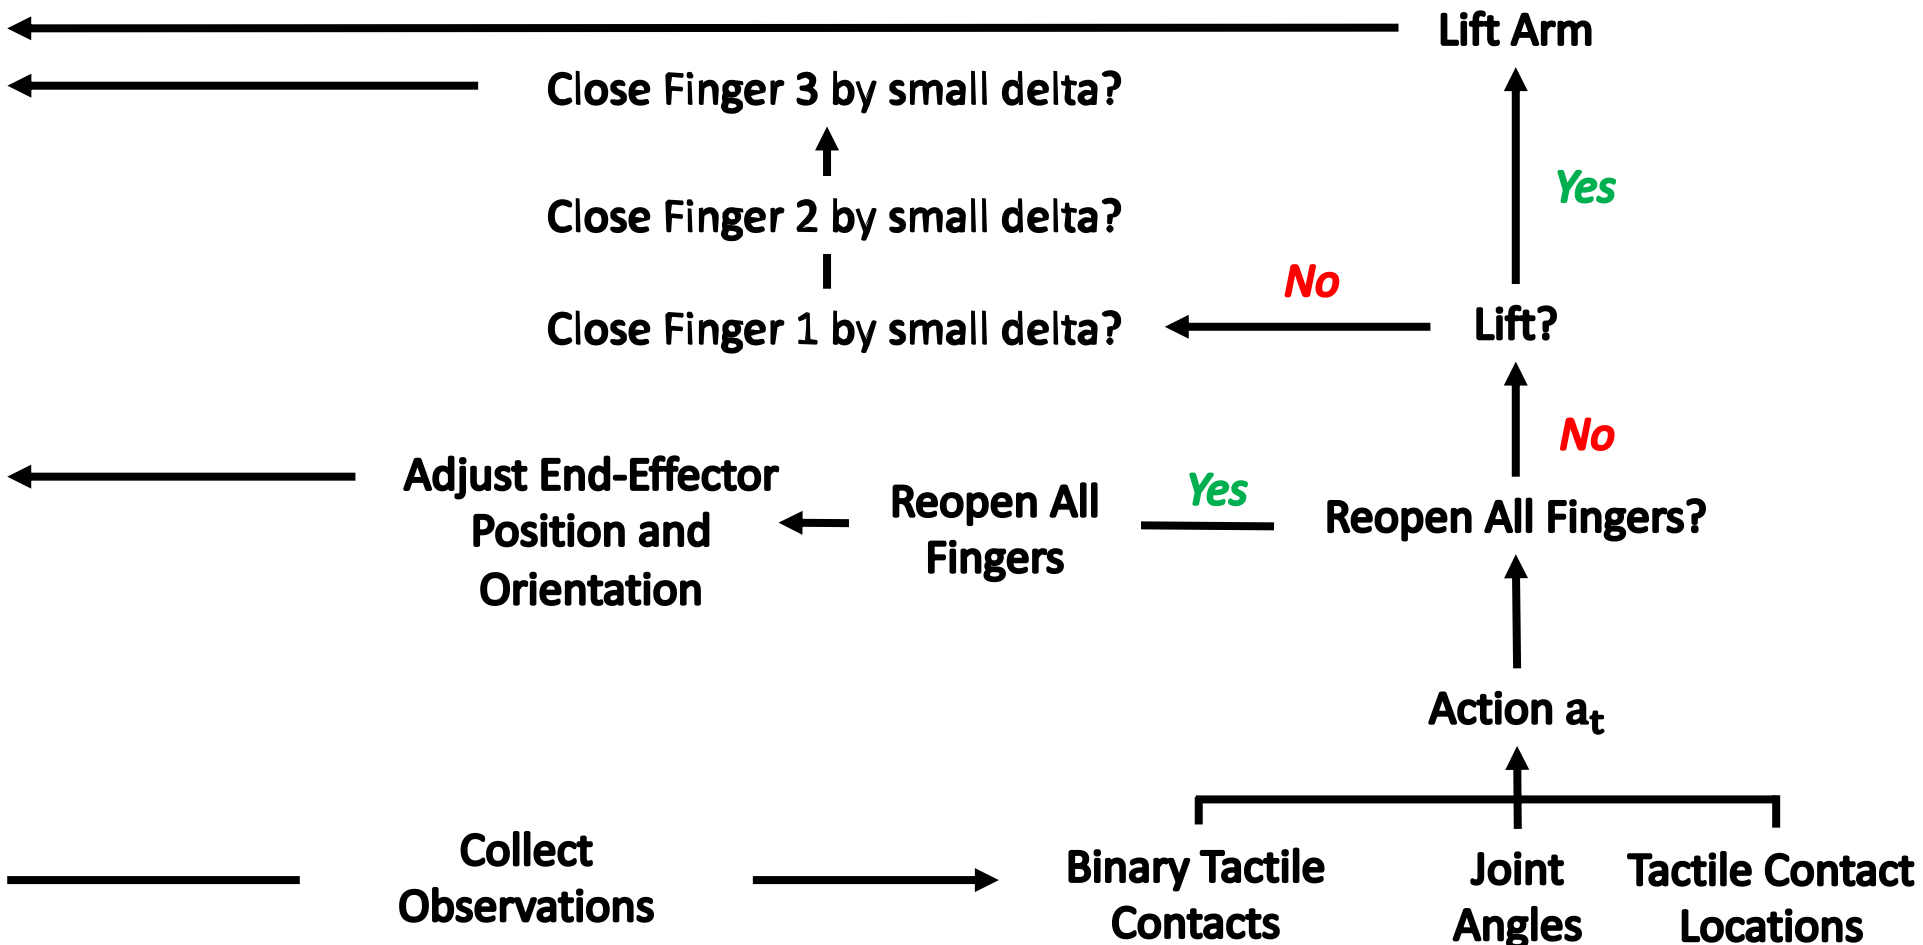 Lift Arm
Close Finger 3 by small delta?
Yes
Close Finger 2 by small delta?
No
Close Finger 1 by small delta?
Lift?
No
Adjust End-Effector
Position and
Orientation
Reopen All
Fingers
Yes
Reopen All Fingers?
Action at
Collect
Observations
Binary Tactile
Contacts
Joint
Angles
Tactile Contact
Locations